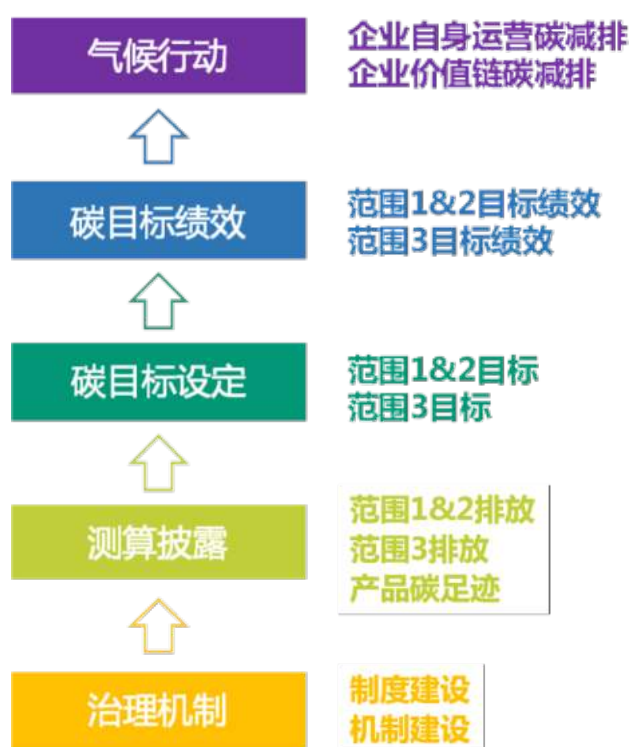 气候行动
企业自身运营碳减排
企业价值链碳减排
碳目标绩效
范围1&2目标绩效
范围3目标绩效
碳目标设定
范围1&2目标
范围3目标
测算披露
范围1&2排放
范围3排放
产品碳足迹
治理机制
制度建设
机制建设